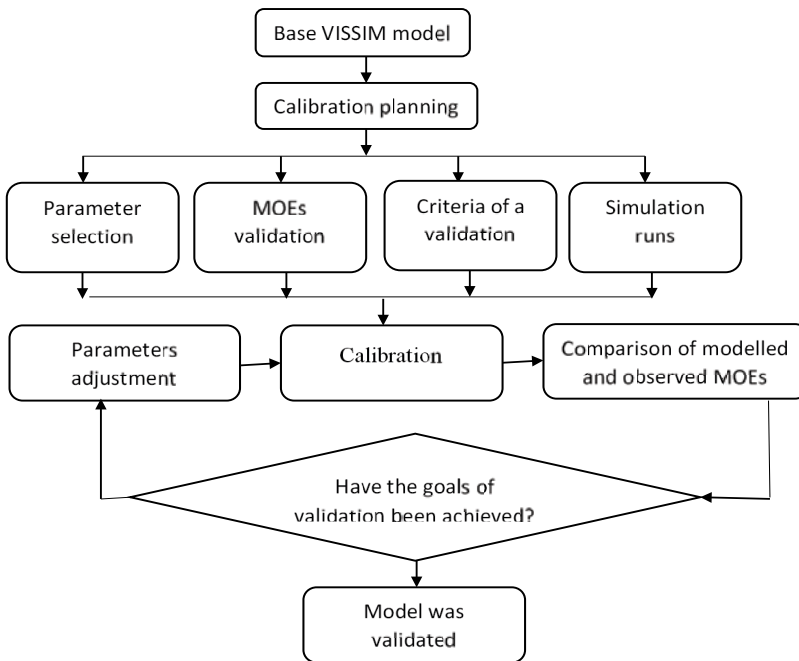 Base VISSIM model
Calibration planning
Parameter
selection
MOEs
validation
Criteria of a
validation
Simulation
runs
Parameters
adjustment
Calibration
Comparison of modelled
and observed MOEs
Have the goals of
validation been achieved?
Model was
validated